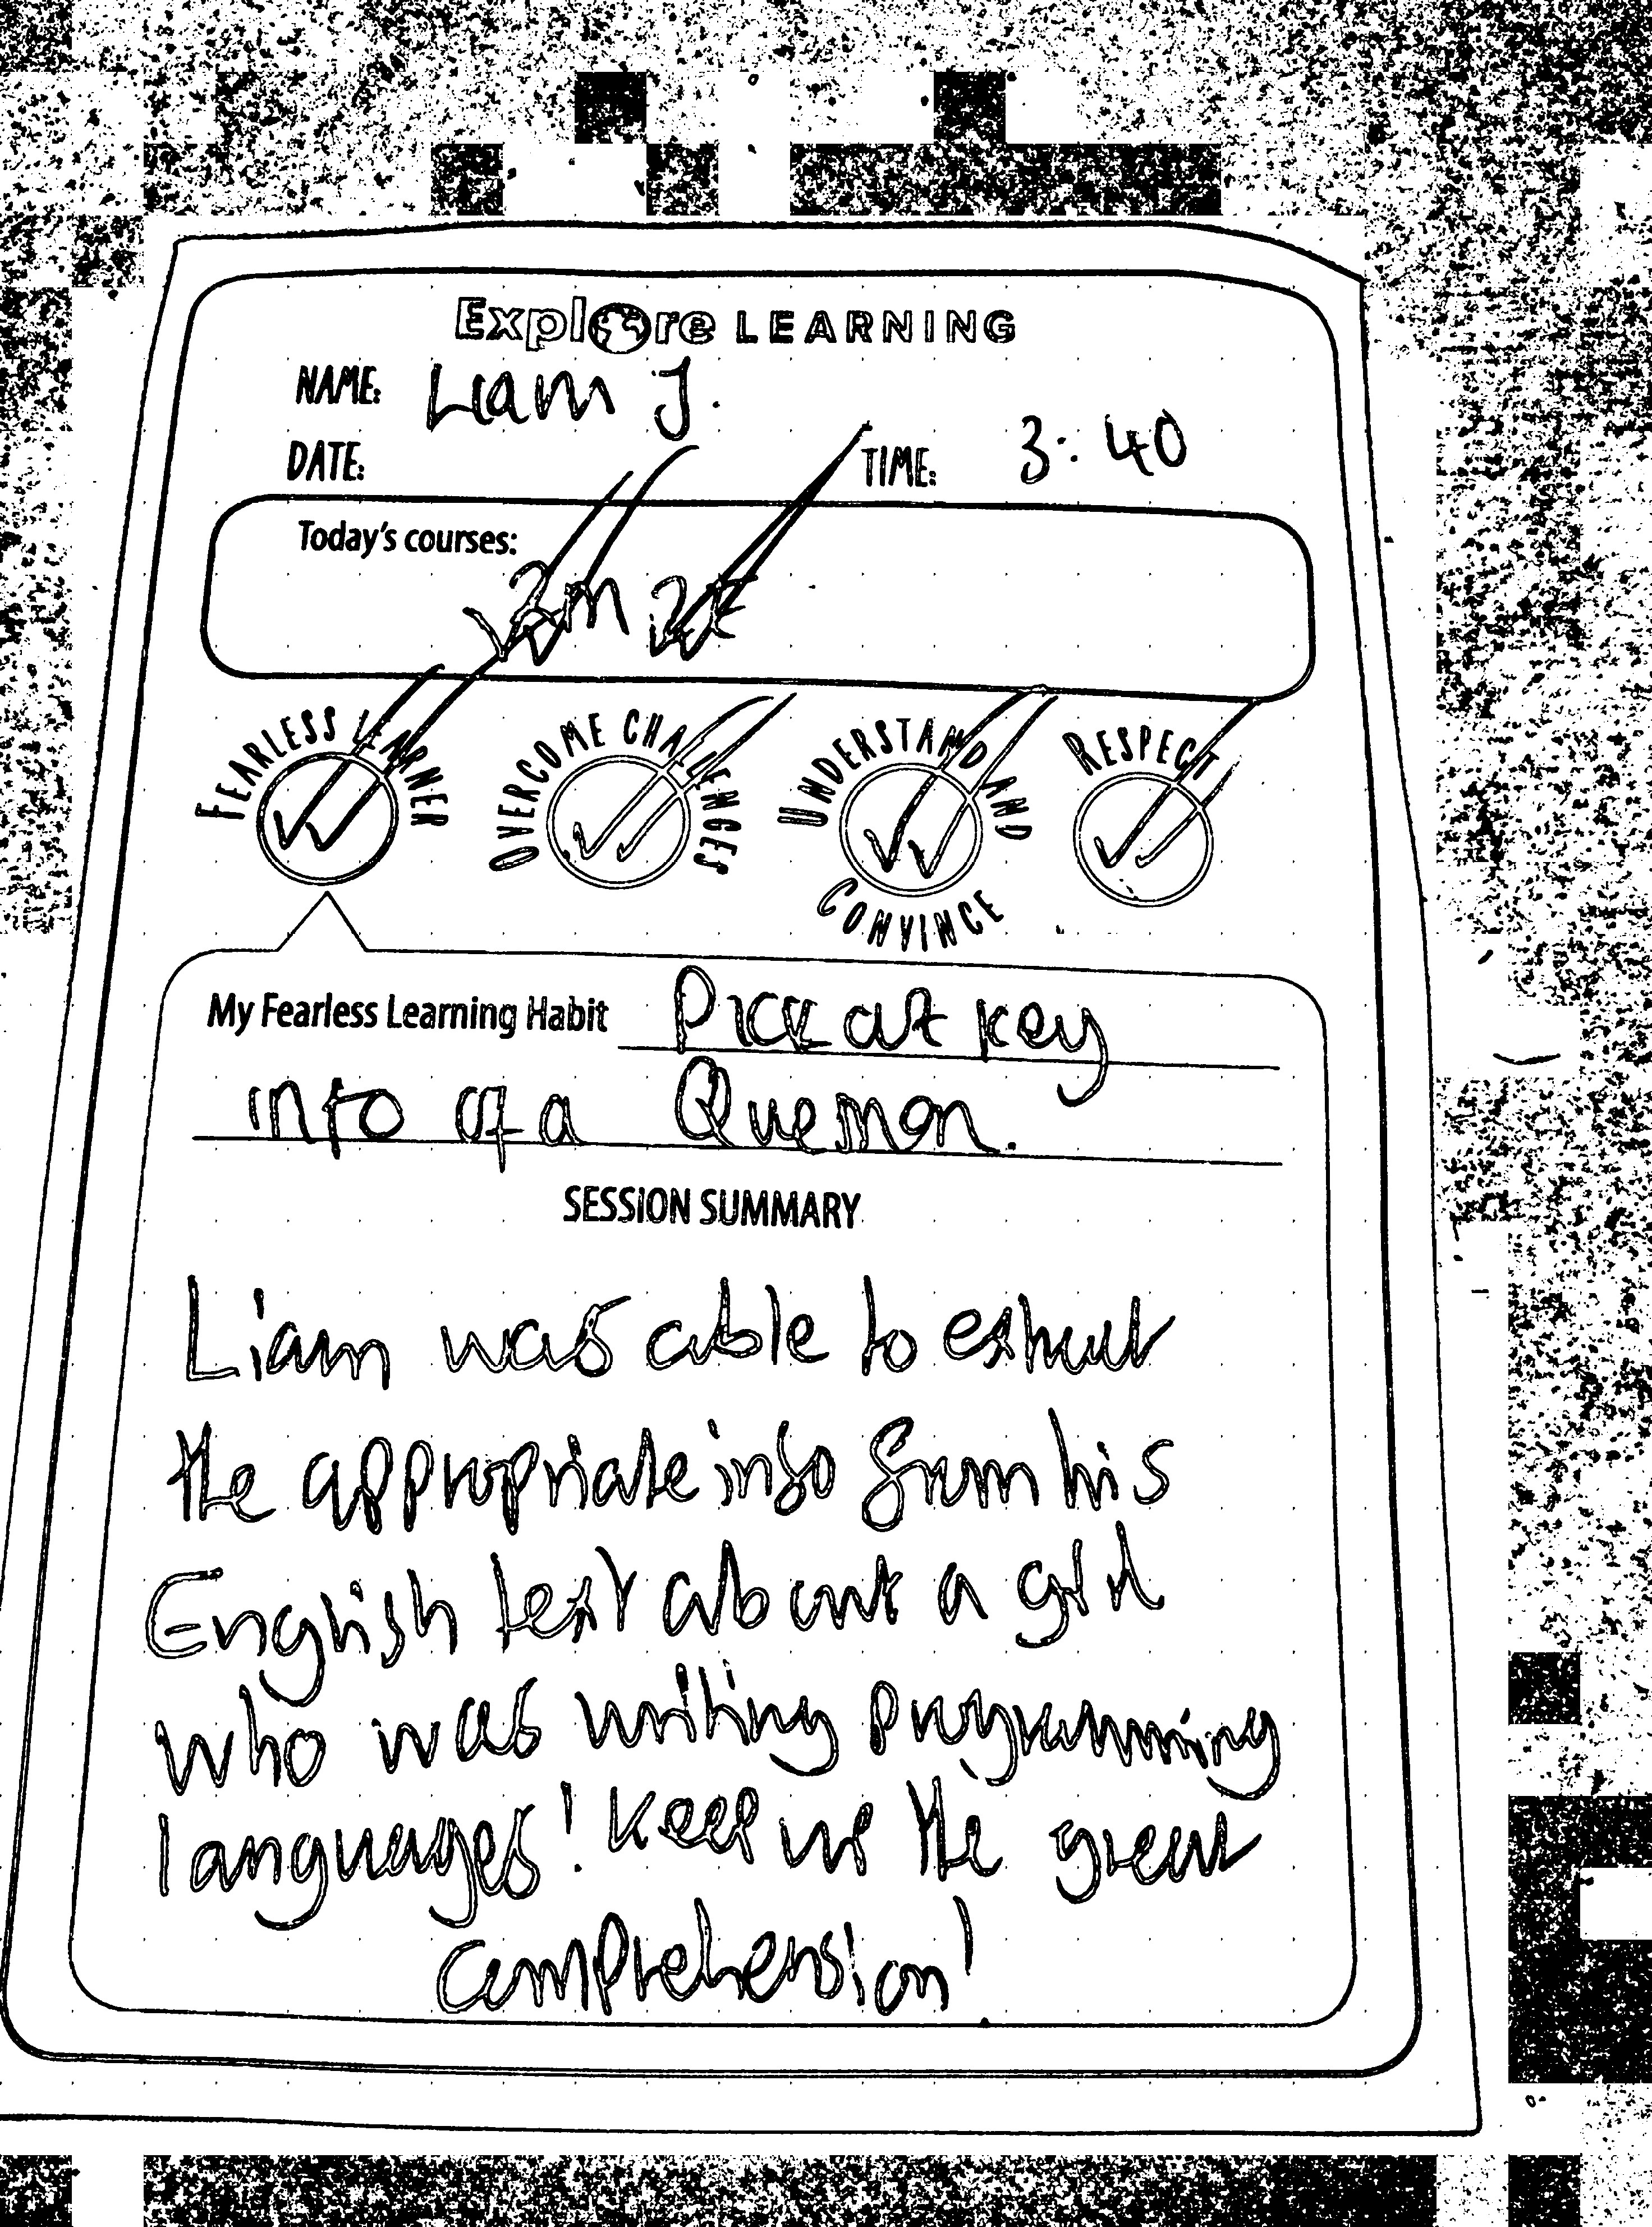 Explore LEARNING
NAME: Liam J.
DATE: TIME: 3:40
Today's courses:
2m 2E
FEARLESS LEARNER OVERCOME CHALLENGES UNDERSTAND AND CONVINCE RESPECT
My Fearless Learning Habit Pick out key
info of a Question.
SESSION SUMMARY
Liam was able to extract
the appropriate info from his
English text about a girl
who was writing programming
languages! Keep up the great
comprehension!